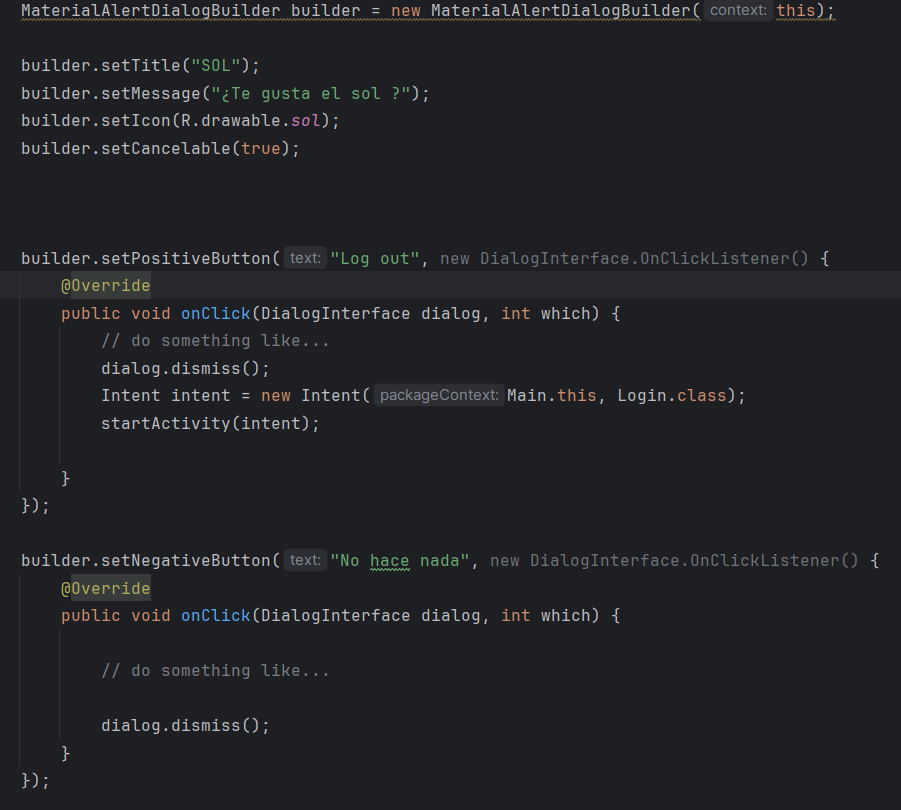 MaterialAlertDialogBuilder builder = new MaterialAlertDialogBuilder( context: this);
builder.setTitle("SOL");
builder.setMessage("¿Te gusta el sol ?");
builder.setIcon(R.drawable.sol);
builder.setCancelable(true);
builder.setPositiveButton( text: "Log out", new DialogInterface.OnClickListener() {
@Override
public void onClick(DialogInterface dialog, int which) {
// do something like...
dialog.dismiss();
Intent intent = new Intent( packageContext: Main.this, Login.class);
startActivity(intent);
}
});
builder.setNegativeButton( text: "No hace nada", new DialogInterface.OnClickListener() {
@Override
public void onClick(DialogInterface dialog, int which) {
// do something like...
dialog.dismiss();
}
});